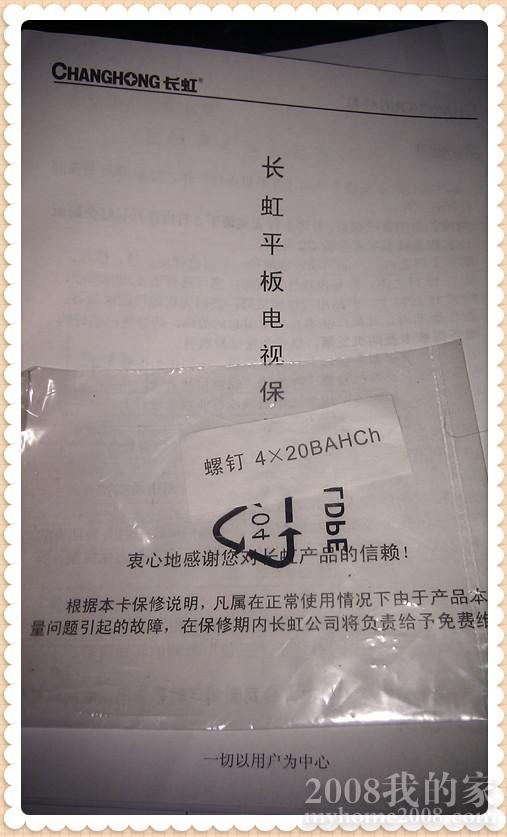 CHANGHONG 长虹®
长虹平板电视保
螺钉 4×20BAHCh
衷心地感谢您对长虹产品的信赖！
根据本卡保修说明，凡属在正常使用情况下由于产品本
量问题引起的故障，在保修期内长虹公司将负责给予免费维
一切以用户为中心
2008我的家
myhome2008.com